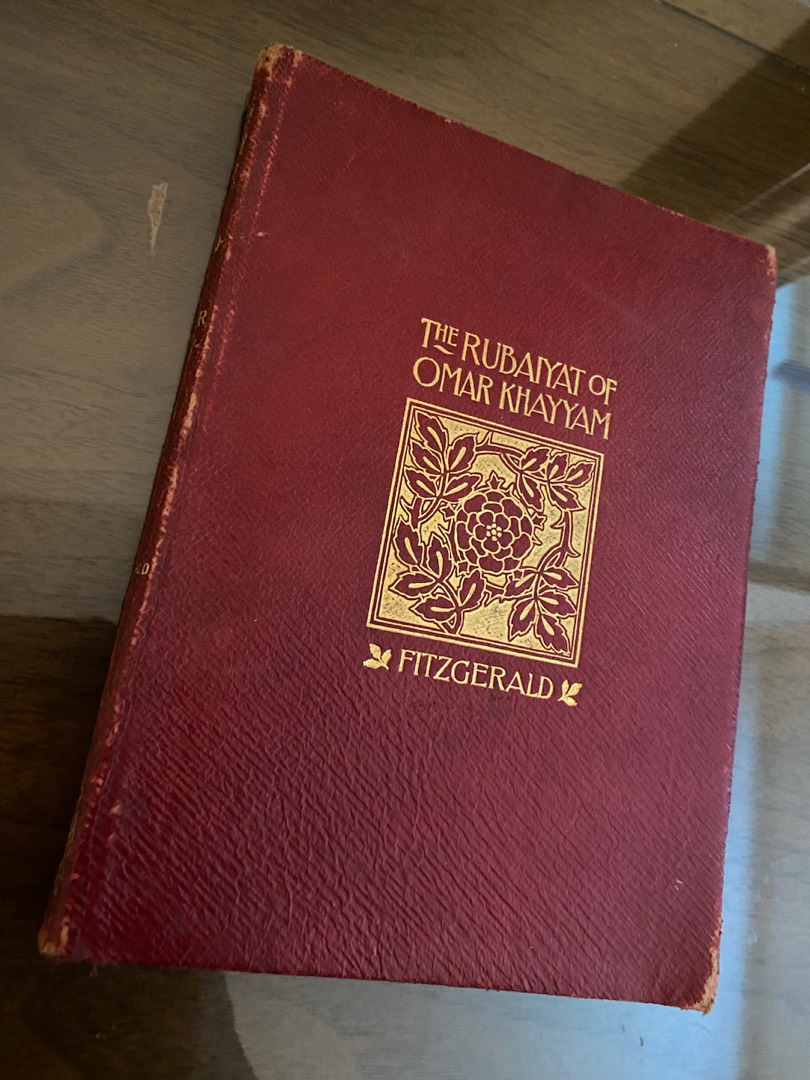 THE RUBAIYAT OF
OMAR KHAYYAM
FITZGERALD